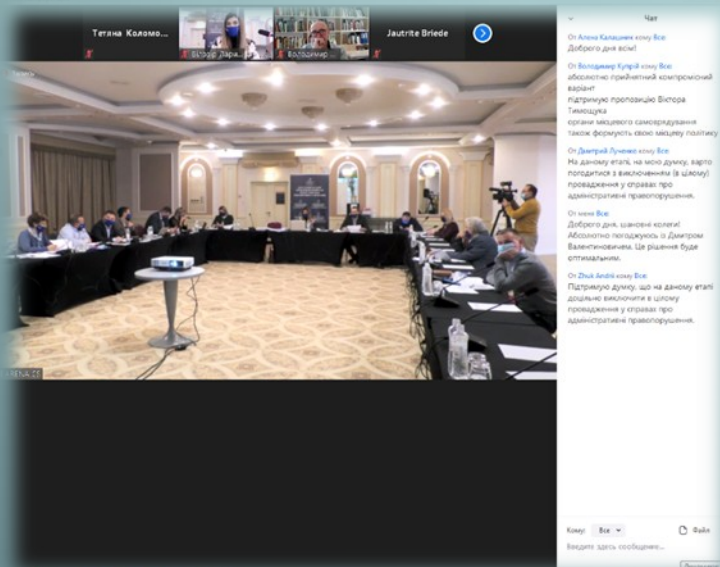 Тетяна Коломо...
Володимир ...
Jautrite Briede
Чат
От Алена Калашник кому Все:
Доброго дня всім!
От Володимир Купрій кому Все:
абсолютно прийнятний компромісний
варіант
підтримую пропозицію Віктора
Тимощука
органи місцевого самоврядування
також формують свою місцеву політику
От Дмитрий Лученко кому Все:
На даному етапі, на мою думку, варто
погодитися з виключенням (в цілому)
провадження у справах про
адміністративні правопорушення.
От меня Все:
Доброго дня, шановні колеги!
Абсолютно погоджуюсь із Дмитром
Валентиновичем. Це рішення буде
оптимальним.
От Zhuk Andrii кому Все:
Підтримую думку, що на даному етапі
доцільно виключити в цілому
провадження у справах про
адміністративні правопорушення.
Кому: Все
Файл
Введите здесь сообщение...